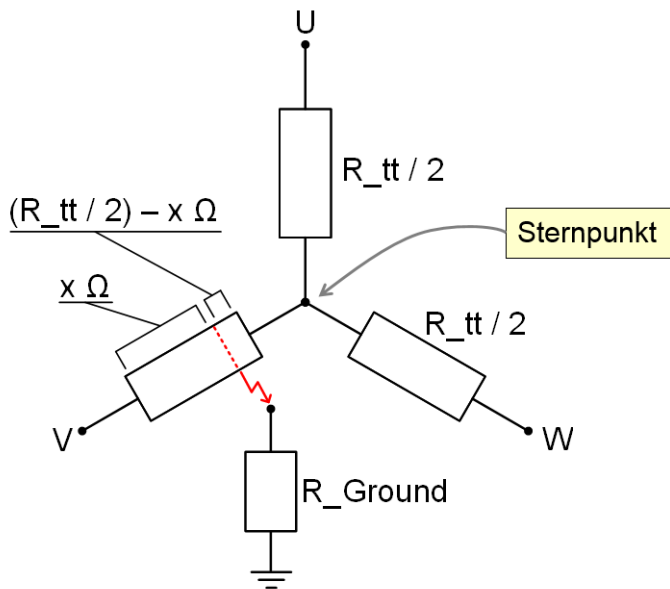 U
R_tt / 2
(R_tt / 2) – x Ω
Sternpunkt
x Ω
R_tt / 2
V
W
R_Ground